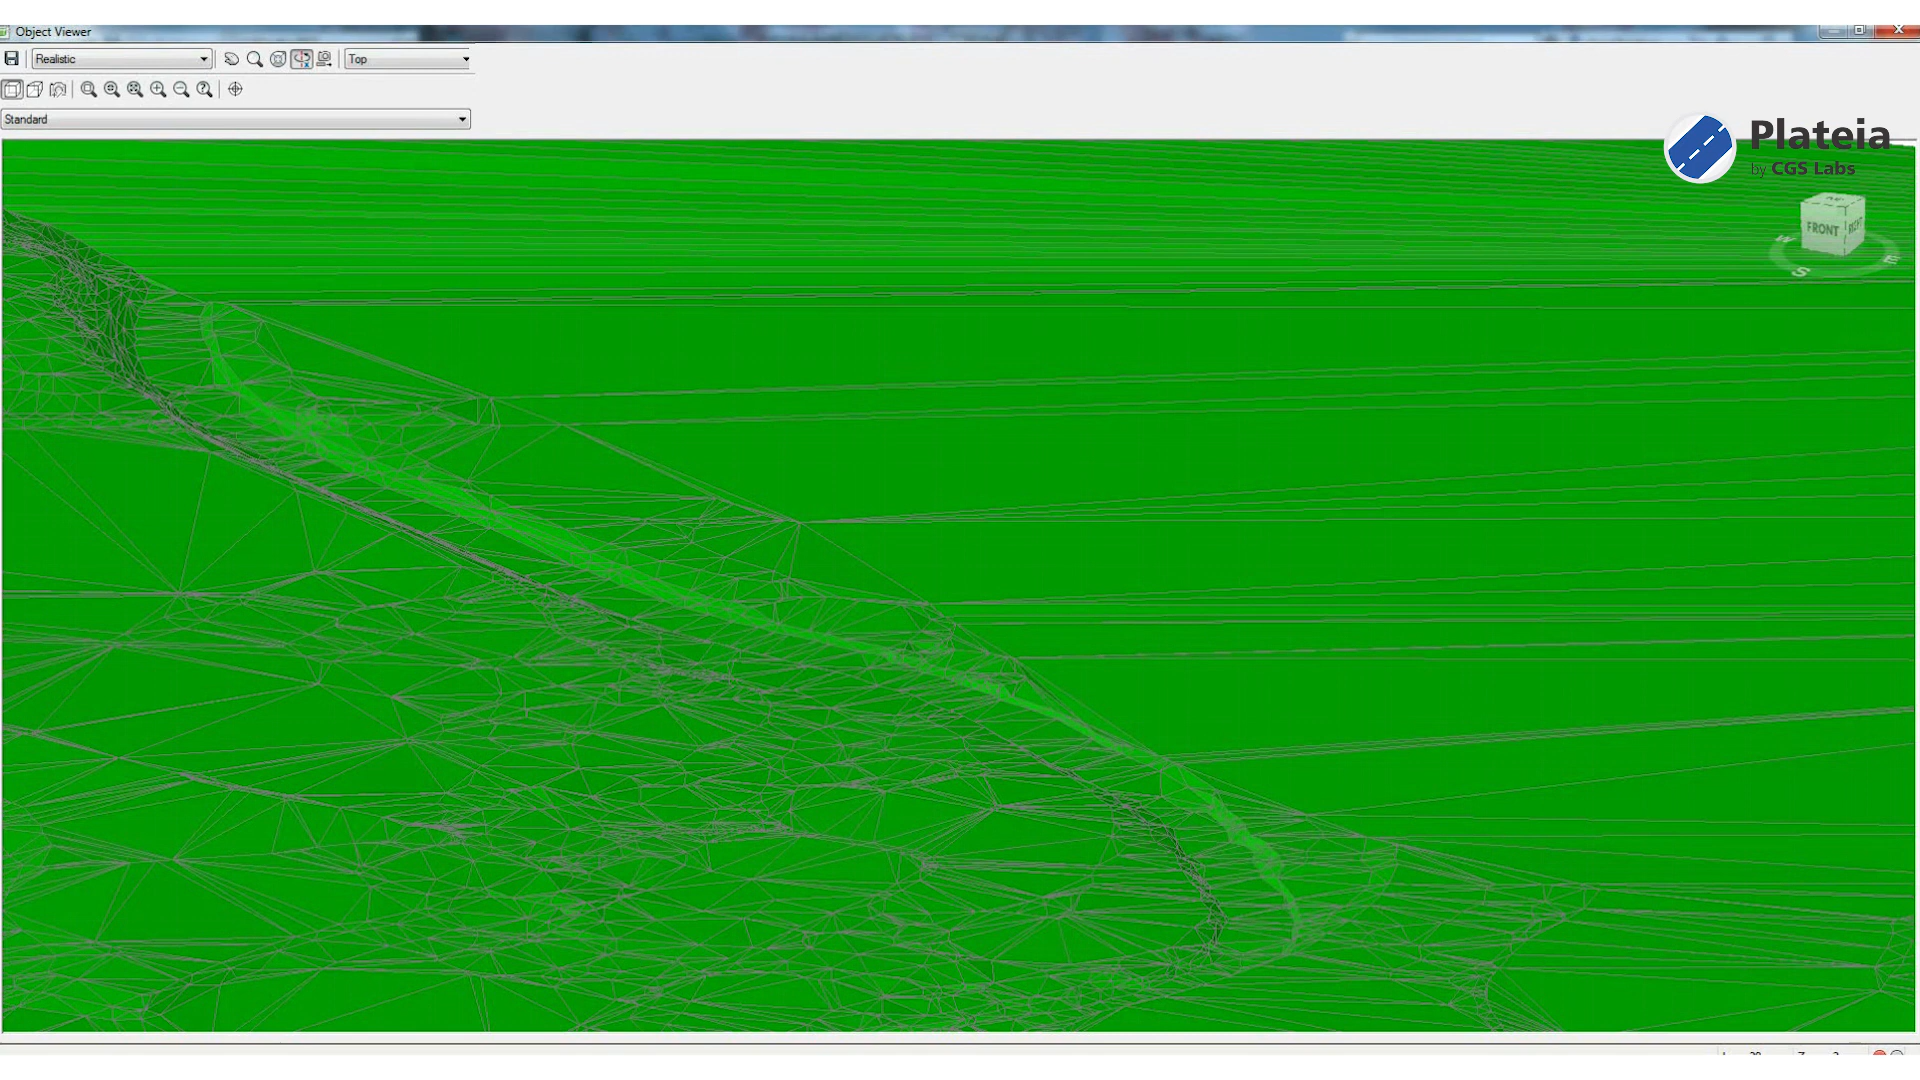 Object Viewer
Realistic
Top
Standard
Plateia
by CGS Labs
FRONT
S
E